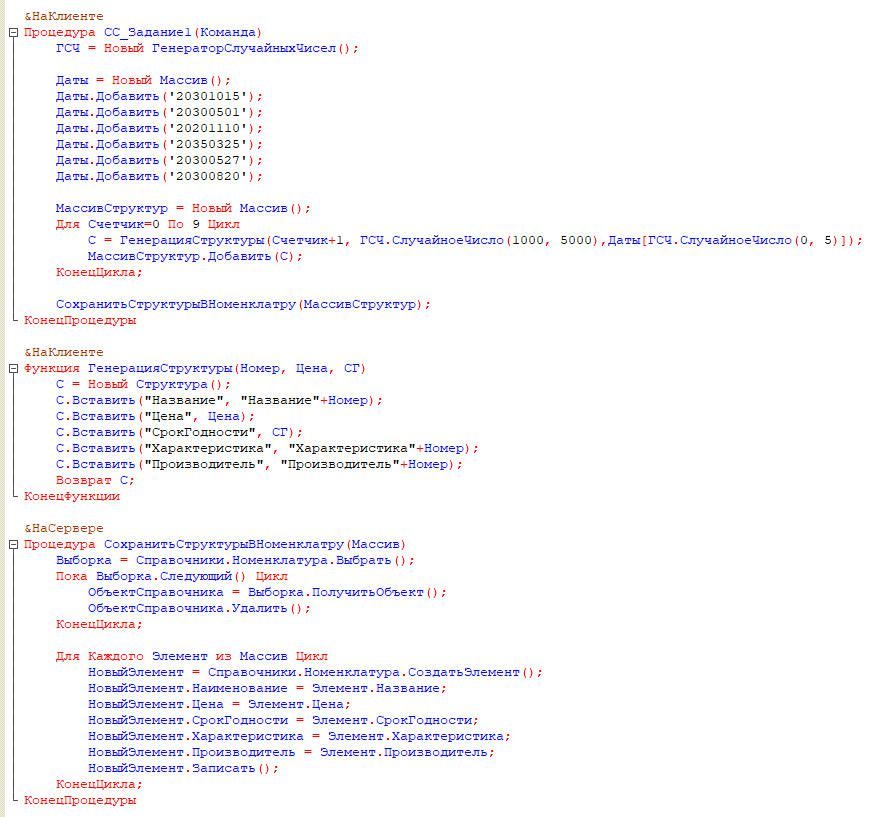 &НаКлиенте
Процедура СС_Задание1(Команда)
ГСЧ = Новый ГенераторСлучайныхЧисел();
Даты = Новый Массив();
Даты.Добавить('20301015');
Даты.Добавить('20300501');
Даты.Добавить('20201110');
Даты.Добавить('20350325');
Даты.Добавить('20300527');
Даты.Добавить('20300820');
МассивСтруктур = Новый Массив();
Для Счетчик=0 По 9 Цикл
С = ГенерацияСтруктуры(Счетчик+1, ГСЧ.СлучайноеЧисло(1000, 5000),Даты[ГСЧ.СлучайноеЧисло(0, 5)]);
МассивСтруктур.Добавить(С);
КонецЦикла;
СохранитьСтруктурыВНоменклатру(МассивСтруктур);
КонецПроцедуры
&НаКлиенте
Функция ГенерацияСтруктуры(Номер, Цена, СГ)
С = Новый Структура();
С.Вставить("Название", "Название"+Номер);
С.Вставить("Цена", Цена);
С.Вставить("СрокГодности", СГ);
С.Вставить("Характеристика", "Характеристика"+Номер);
С.Вставить("Производитель", "Производитель"+Номер);
Возврат С;
КонецФункции
&НаСервере
Процедура СохранитьСтруктурыВНоменклатру(Массив)
Выборка = Справочники.Номенклатура.Выбрать();
Пока Выборка.Следующий() Цикл
ОбъектСправочника = Выборка.ПолучитьОбъект();
ОбъектСправочника.Удалить();
КонецЦикла;
Для Каждого Элемент из Массив Цикл
НовыйЭлемент = Справочники.Номенклатура.СоздатьЭлемент();
НовыйЭлемент.Наименование = Элемент.Название;
НовыйЭлемент.Цена = Элемент.Цена;
НовыйЭлемент.СрокГодности = Элемент.СрокГодности;
НовыйЭлемент.Характеристика = Элемент.Характеристика;
НовыйЭлемент.Производитель = Элемент.Производитель;
НовыйЭлемент.Записать();
КонецЦикла;
КонецПроцедуры